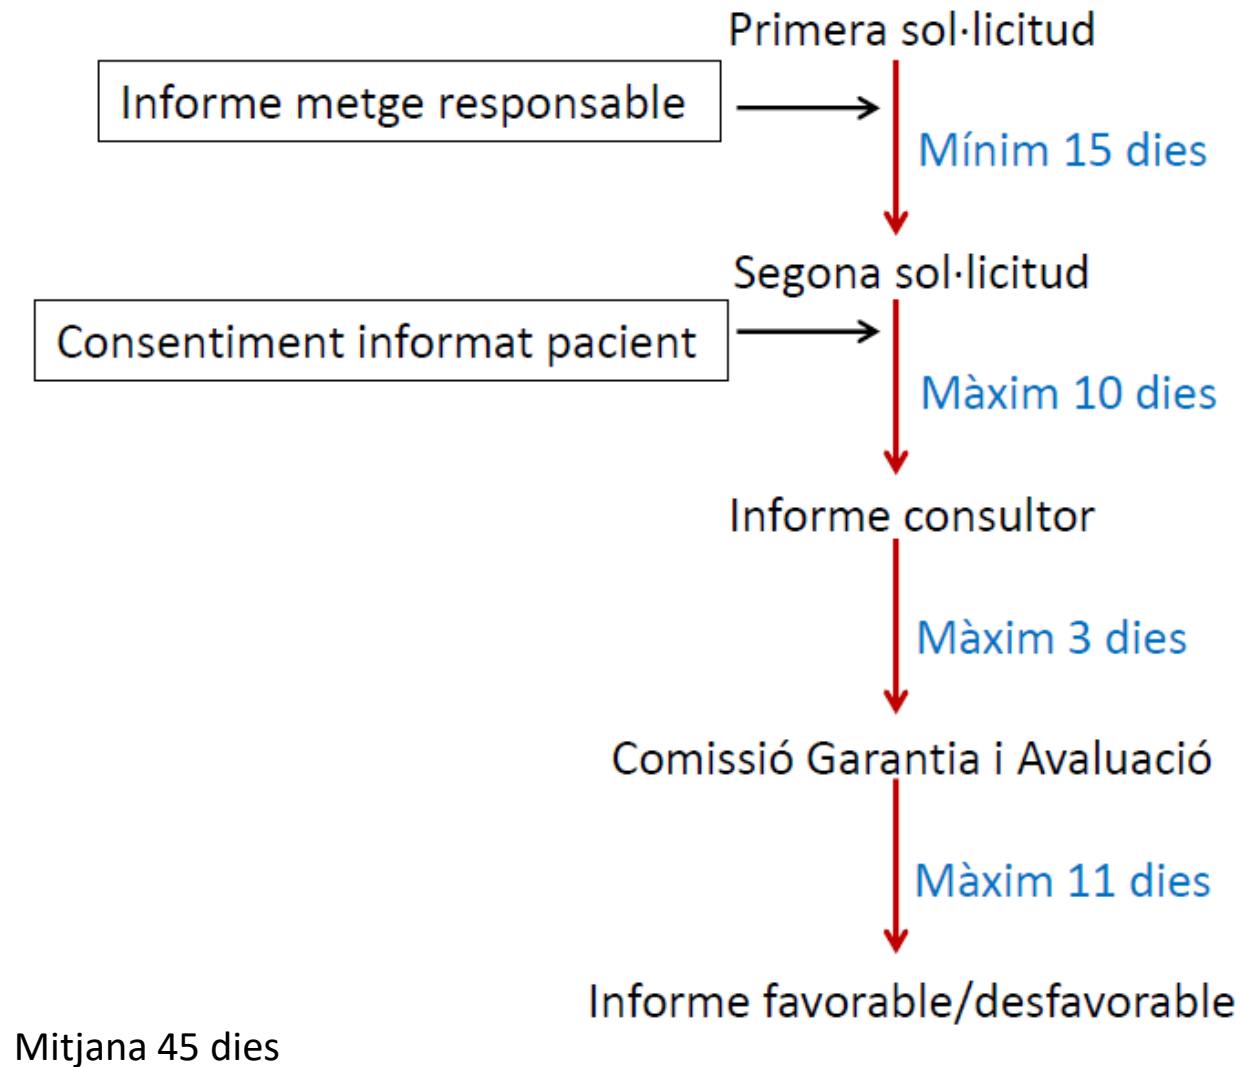 Primera sol·licitud
Informe metge responsable
Mínim 15 dies
Segona sol·licitud
Consentiment informat pacient
Màxim 10 dies
Informe consultor
Màxim 3 dies
Comissió Garantia i Avaluació
Màxim 11 dies
Informe favorable/desfavorable
Mitjana 45 dies